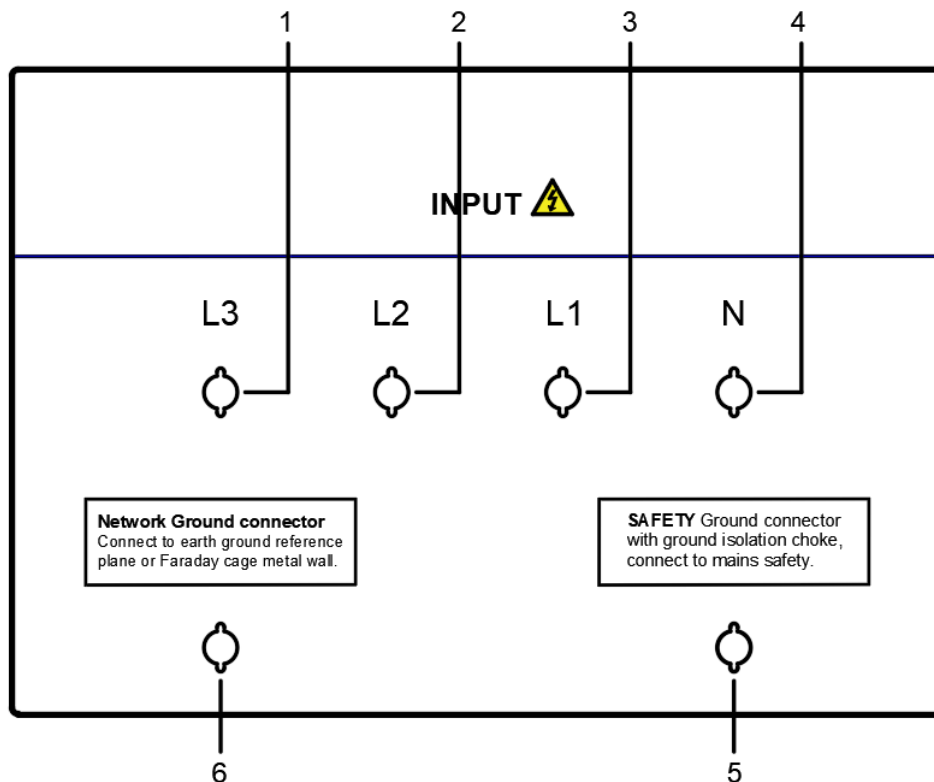 1 2 3 4
INPUT
L3 L2 L1 N
Network Ground connector
Connect to earth ground reference
plane or Faraday cage metal wall.
SAFETY Ground connector
with ground isolation choke,
connect to mains safety.
6 5